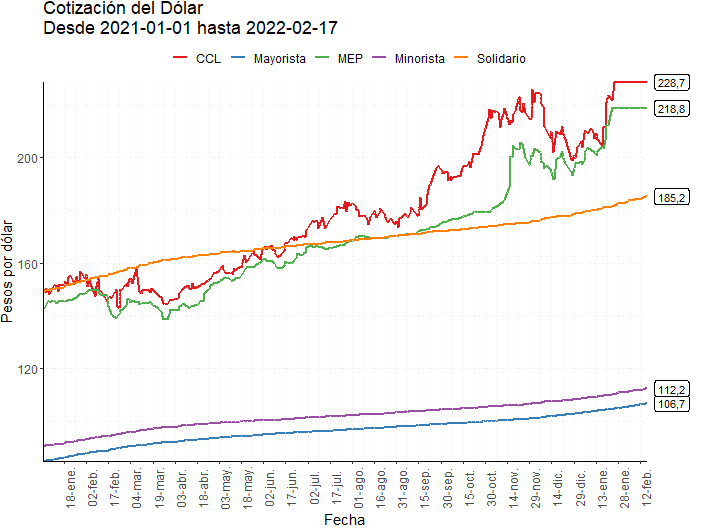 Cotización del Dólar
Desde 2021-01-01 hasta 2022-02-17
CCL Mayorista MEP Minorista Solidario
Pesos por dólar
200
160
120
228,7
218,8
185,2
112,2
106,7
18-ene.
02-feb.
17-feb.
04-mar.
19-mar.
03-abr.
18-abr.
03-may.
18-may.
02-jun.
17-jun.
02-jul.
17-jul.
01-ago.
16-ago.
31-ago.
15-sep.
30-sep.
15-oct.
30-oct.
14-nov.
29-nov.
14-dic.
29-dic.
13-ene.
28-ene.
12-feb.
Fecha